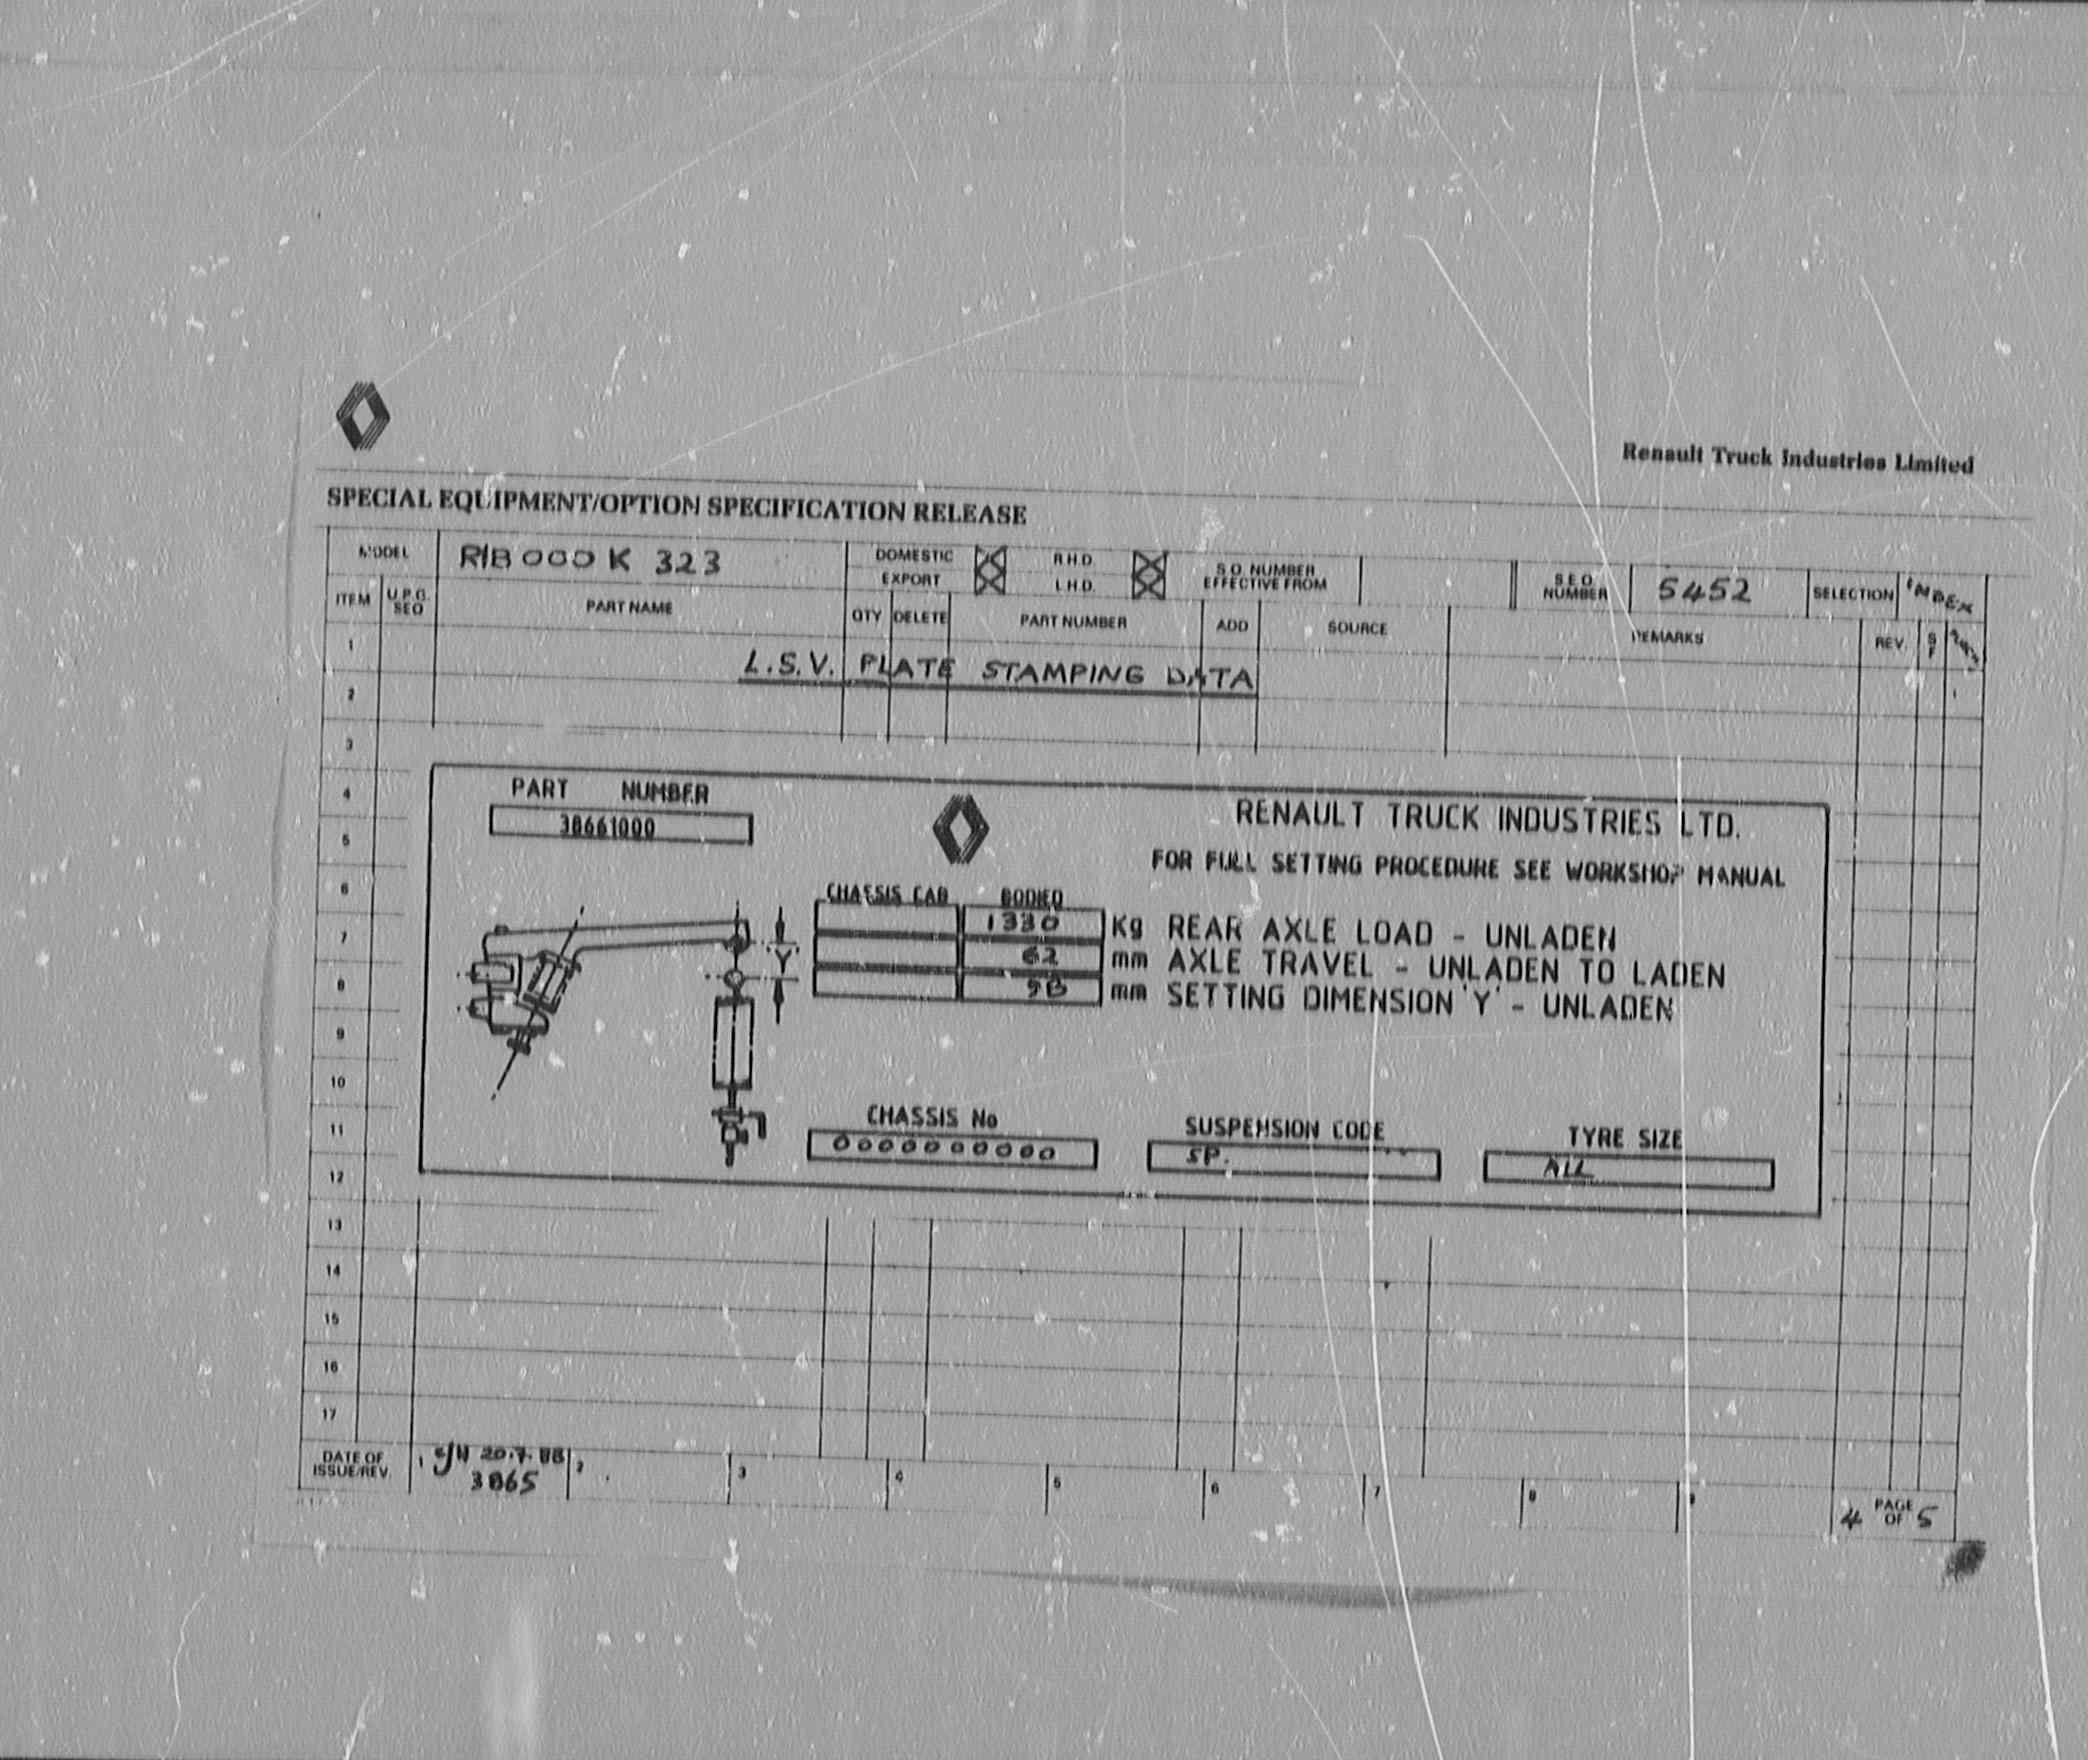 Renault Truck Industries Limited
SPECIAL EQUIPMENT/OPTION SPECIFICATION RELEASE
MODEL R1B000K 323 DOMESTIC EXPORT R.H.D. L.H.D. S.O. NUMBER EFFECTIVE FROM S.E.O. NUMBER 5452 SELECTION INDEX
ITEM U.P.G. SEQ PART NAME QTY DELETE PART NUMBER ADD SOURCE REMARKS REV.
1
L.S.V. PLATE STAMPING DATA
2
3
4
5
6
7
8
9
10
11
12
13
14
15
16
17
PART NUMBER
38661000
RENAULT TRUCK INDUSTRIES LTD.
FOR FULL SETTING PROCEDURE SEE WORKSHOP MANUAL
CHASSIS CAB BODIED
1330 Kg REAR AXLE LOAD - UNLADEN
62 mm AXLE TRAVEL - UNLADEN TO LADEN
98 mm SETTING DIMENSION 'Y' - UNLADEN
Y
CHASSIS No SUSPENSION CODE TYRE SIZE
0000000000 SP. ALL
DATE OF ISSUE/REV. 1 20.7.88 2 3 4 5 6 7 8 9
3865
4 PAGE OF 5